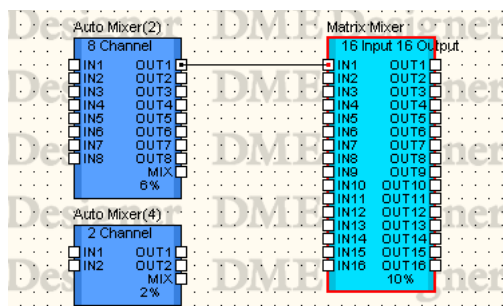 Auto Mixer(2)
8 Channel
IN1 OUT1
IN2 OUT2
IN3 OUT3
IN4 OUT4
IN5 OUT5
IN6 OUT6
IN7 OUT7
IN8 OUT8
MIX
6%
Auto Mixer(4)
2 Channel
IN1 OUT1
IN2 OUT2
MIX
2%
Matrix Mixer
16 Input 16 Output
IN1 OUT1
IN2 OUT2
IN3 OUT3
IN4 OUT4
IN5 OUT5
IN6 OUT6
IN7 OUT7
IN8 OUT8
IN9 OUT9
IN10 OUT10
IN11 OUT11
IN12 OUT12
IN13 OUT13
IN14 OUT14
IN15 OUT15
IN16 OUT16
10%
DME Designer